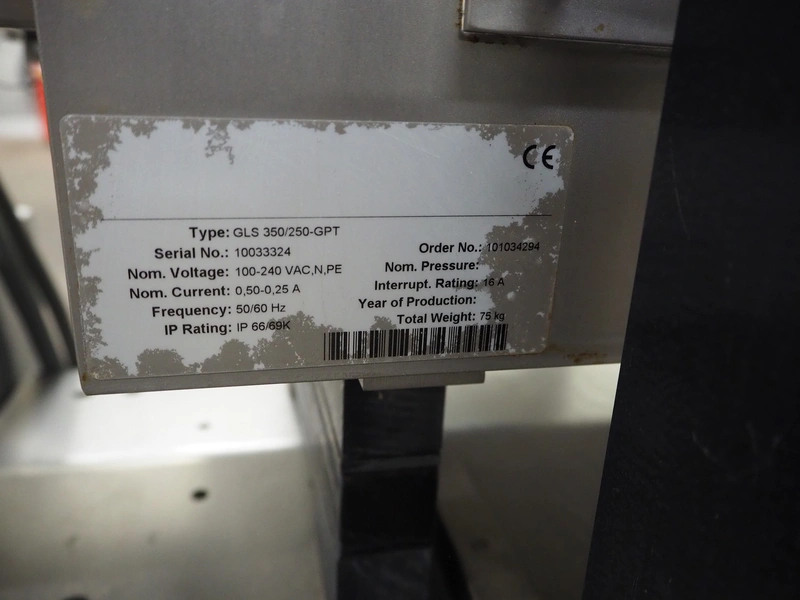 CE
Type: GLS 350/250-GPT
Serial No.: 10033324
Nom. Voltage: 100-240 VAC,N,PE
Nom. Current: 0,50-0,25 A
Frequency: 50/60 Hz
IP Rating: IP 66/69K
Order No.: 101034294
Nom. Pressure:
Interrupt. Rating: 16 A
Year of Production:
Total Weight: 75 kg